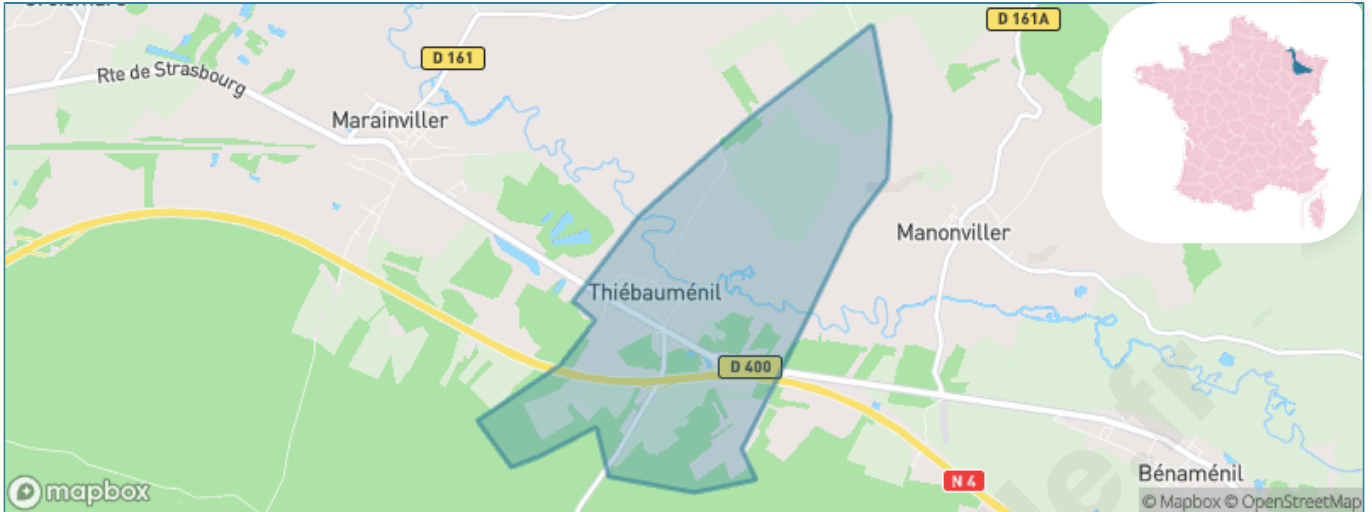 D 161A
D 161
Rte de Strasbourg
Marainviller
Manonviller
Thiébauménil
D 400
Bénaménil
N 4
mapbox
© Mapbox © OpenStreetMap